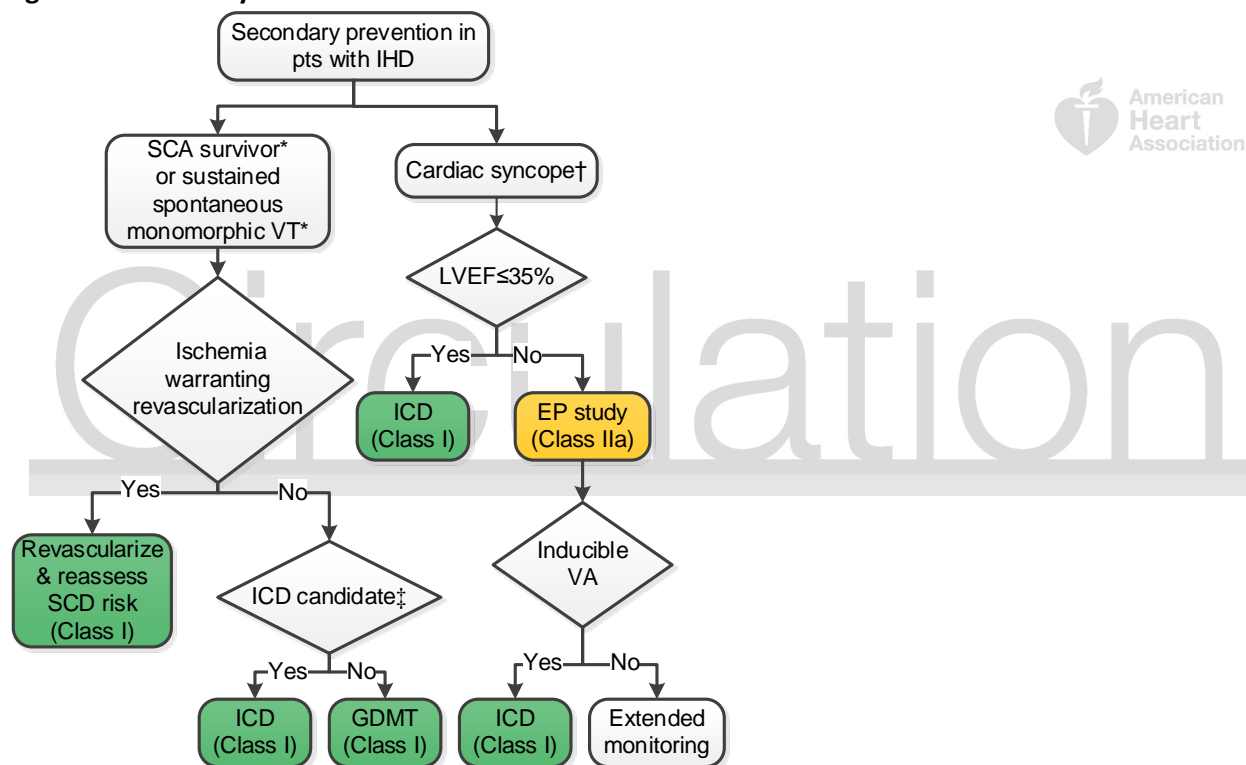 Secondary prevention in
pts with IHD
American
Heart
Association
SCA survivor*
or sustained
spontaneous
monomorphic VT*
Cardiac syncope†
LVEF≤35%
Circulation
Ischemia
warranting
revascularization
Yes
No
ICD
(Class I)
EP study
(Class IIa)
Yes
No
Revascularize
& reassess
SCD risk
(Class I)
ICD candidate‡
Inducible
VA
Yes
No
Yes
No
ICD
(Class I)
GDMT
(Class I)
ICD
(Class I)
Extended
monitoring